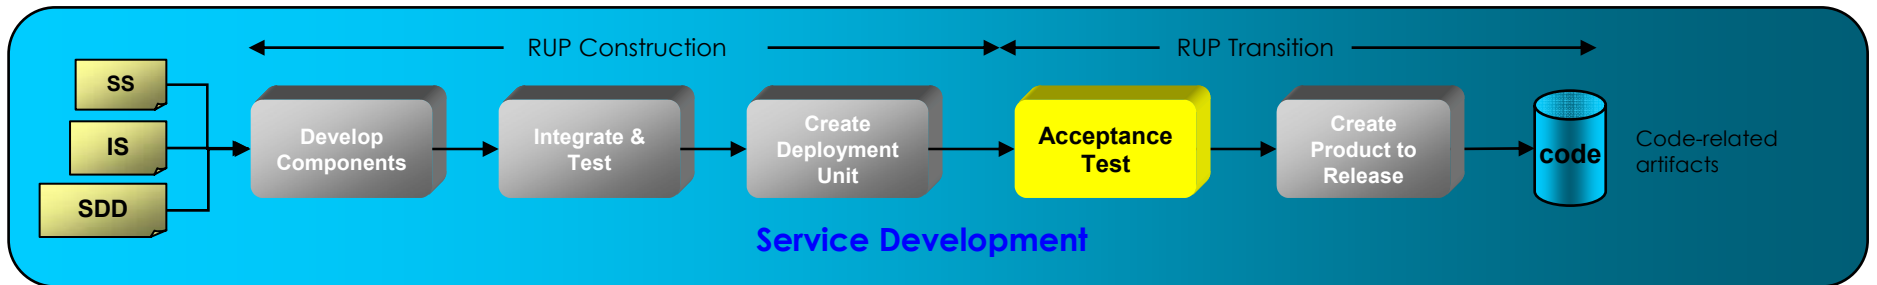 RUP Construction
RUP Transition
SS
IS
SDD
Develop
Components
Integrate &
Test
Create
Deployment
Unit
Acceptance
Test
Create
Product to
Release
code
Code-related
artifacts
Service Development